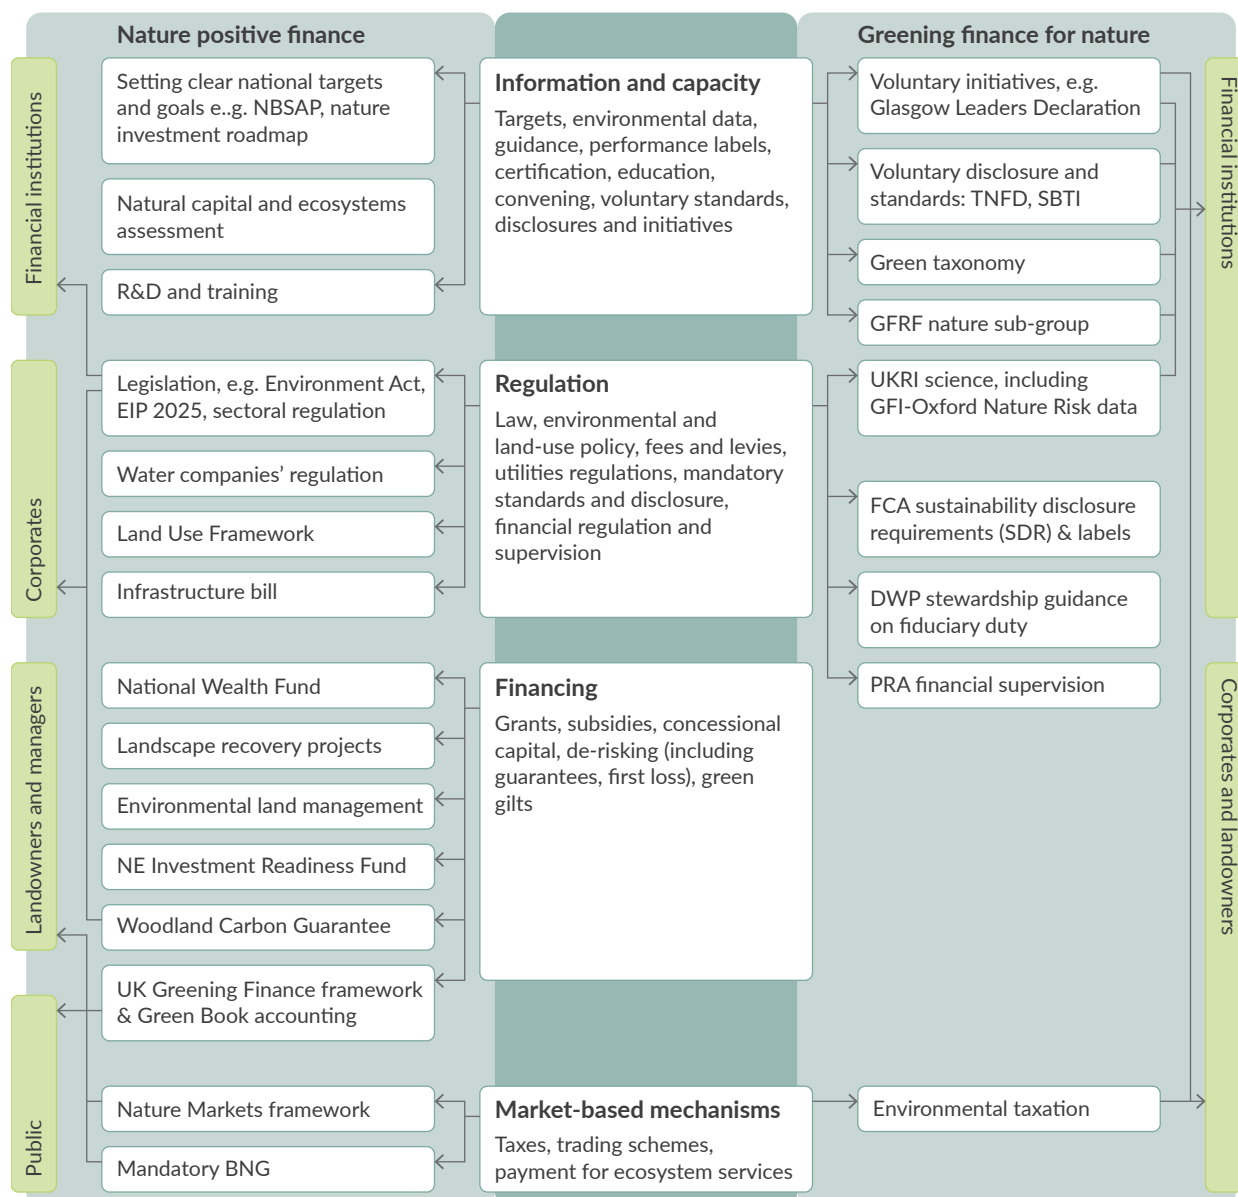 Nature positive finance
Greening finance for nature
Financial institutions
Setting clear national targets
and goals e..g. NBSAP, nature
investment roadmap
Natural capital and ecosystems
assessment
R&D and training
Information and capacity
Targets, environmental data,
guidance, performance labels,
certification, education,
convening, voluntary standards,
disclosures and initiatives
Voluntary initiatives, e.g.
Glasgow Leaders Declaration
Voluntary disclosure and
standards: TNFD, SBTI
Green taxonomy
GFRF nature sub-group
Financial institutions
Corporates
Legislation, e.g. Environment Act,
EIP 2025, sectoral regulation
Water companies’ regulation
Land Use Framework
Infrastructure bill
Regulation
Law, environmental and
land-use policy, fees and levies,
utilities regulations, mandatory
standards and disclosure,
financial regulation and
supervision
UKRI science, including
GFI-Oxford Nature Risk data
FCA sustainability disclosure
requirements (SDR) & labels
DWP stewardship guidance
on fiduciary duty
PRA financial supervision
Landowners and managers
National Wealth Fund
Landscape recovery projects
Environmental land management
NE Investment Readiness Fund
Woodland Carbon Guarantee
UK Greening Finance framework
& Green Book accounting
Financing
Grants, subsidies, concessional
capital, de-risking (including
guarantees, first loss), green
gilts
Corporates and landowners
Public
Nature Markets framework
Mandatory BNG
Market-based mechanisms
Taxes, trading schemes,
payment for ecosystem services
Environmental taxation